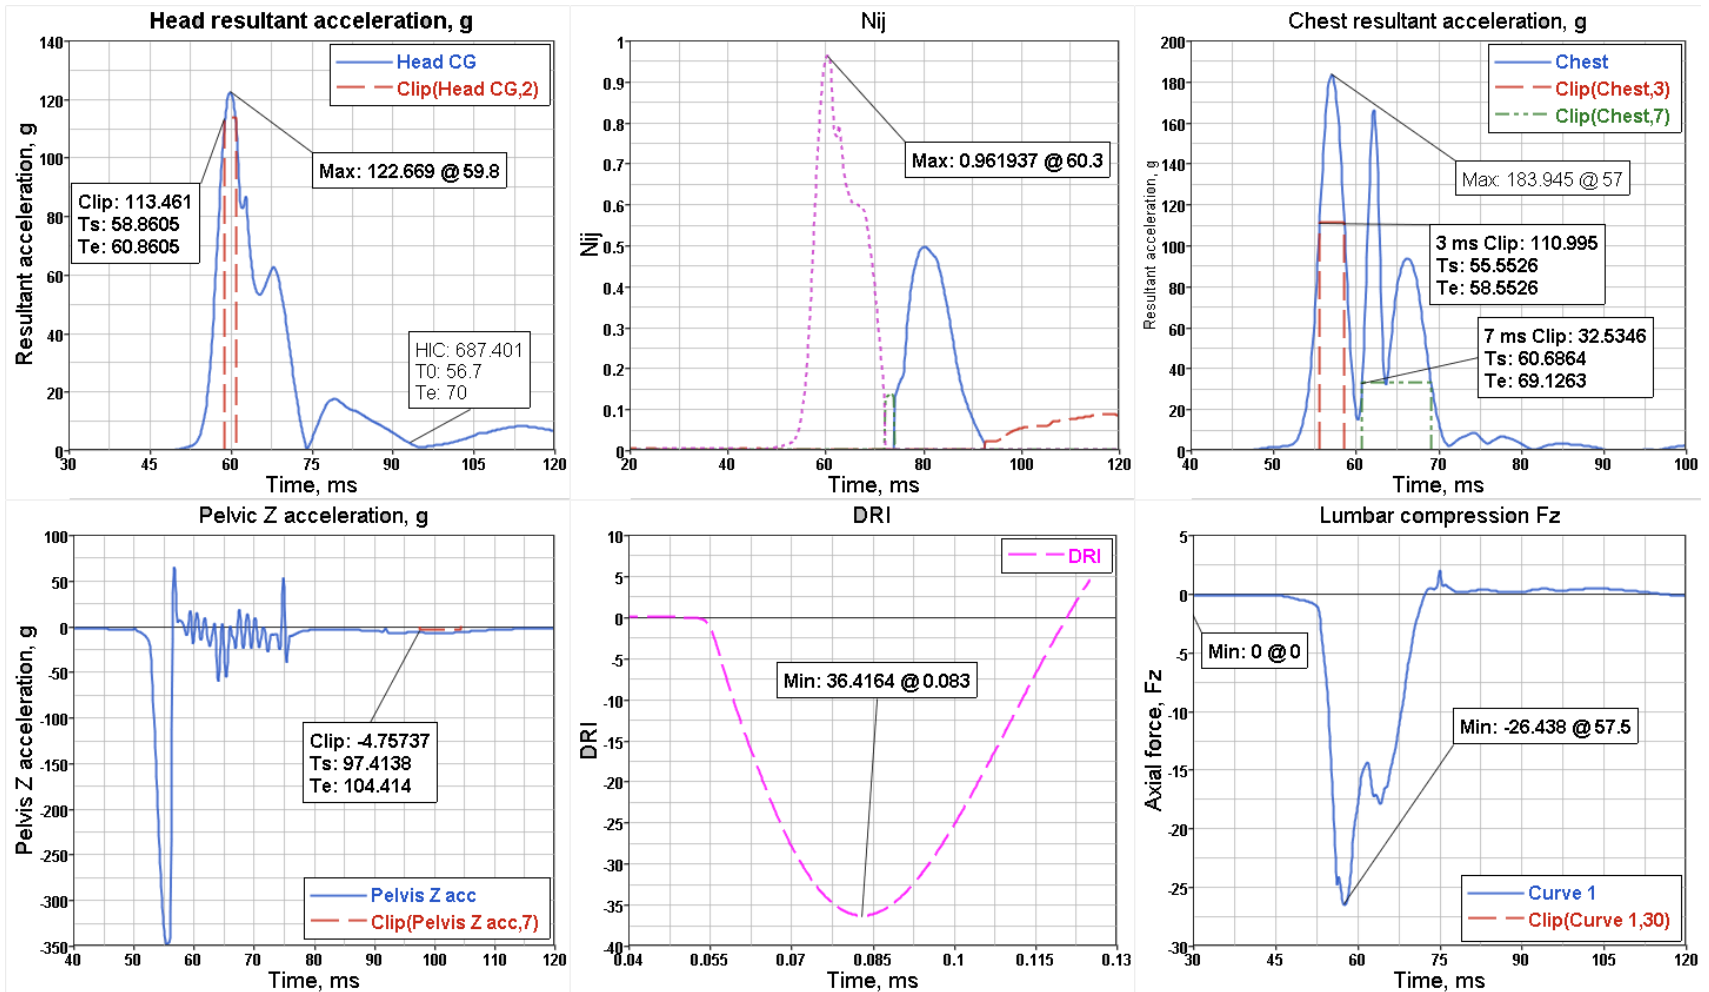 Head resultant acceleration, g
140
120
100
80
60
40
20
0
30
45
60
75
90
105
120
Resultant acceleration, g
Time, ms
Head CG
Clip(Head CG,2)
Max: 122.669 @ 59.8
Clip: 113.461
Ts: 58.8605
Te: 60.8605
HIC: 687.401
T0: 56.7
Te: 70
Nij
1
0.9
0.8
0.7
0.6
0.5
0.4
0.3
0.2
0.1
0
20
40
60
80
100
120
Nij
Time, ms
Max: 0.961937 @ 60.3
Chest resultant acceleration, g
200
180
160
140
120
100
80
60
40
20
0
40
50
60
70
80
90
100
Resultant acceleration, g
Time, ms
Chest
Clip(Chest,3)
Clip(Chest,7)
Max: 183.945 @ 57
3 ms Clip: 110.995
Ts: 55.5526
Te: 58.5526
7 ms Clip: 32.5346
Ts: 60.6864
Te: 69.1263
Pelvic Z acceleration, g
100
50
0
-50
-100
-150
-200
-250
-300
-350
40
50
60
70
80
90
100
110
120
Pelvis Z acceleration, g
Time, ms
Clip: -4.75737
Ts: 97.4138
Te: 104.414
Pelvis Z acc
Clip(Pelvis Z acc,7)
DRI
10
5
0
-5
-10
-15
-20
-25
-30
-35
-40
0.04
0.055
0.07
0.085
0.1
0.115
0.13
DRI
Time, ms
DRI
Min: 36.4164 @ 0.083
Lumbar compression Fz
5
0
-5
-10
-15
-20
-25
-30
30
45
60
75
90
105
120
Axial force, Fz
Time, ms
Min: 0 @ 0
Min: -26.438 @ 57.5
Curve 1
Clip(Curve 1,30)